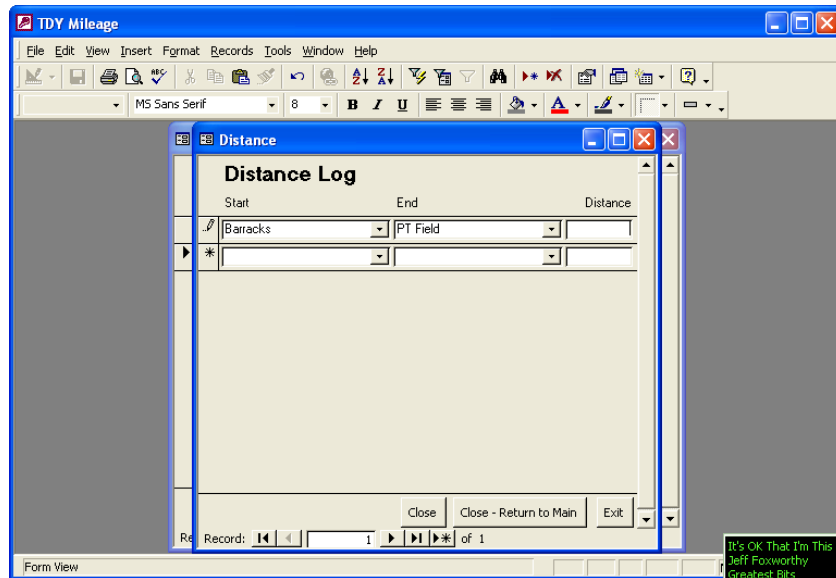 TDY Mileage
File Edit View Insert Format Records Tools Window Help
MS Sans Serif 8 B I U
Distance
Distance Log
Start End Distance
Barracks PT Field
Close Close - Return to Main Exit
Re Record: 1 of 1
It's OK That I'm This
Form View Jeff Foxworthy
Greatest Bits